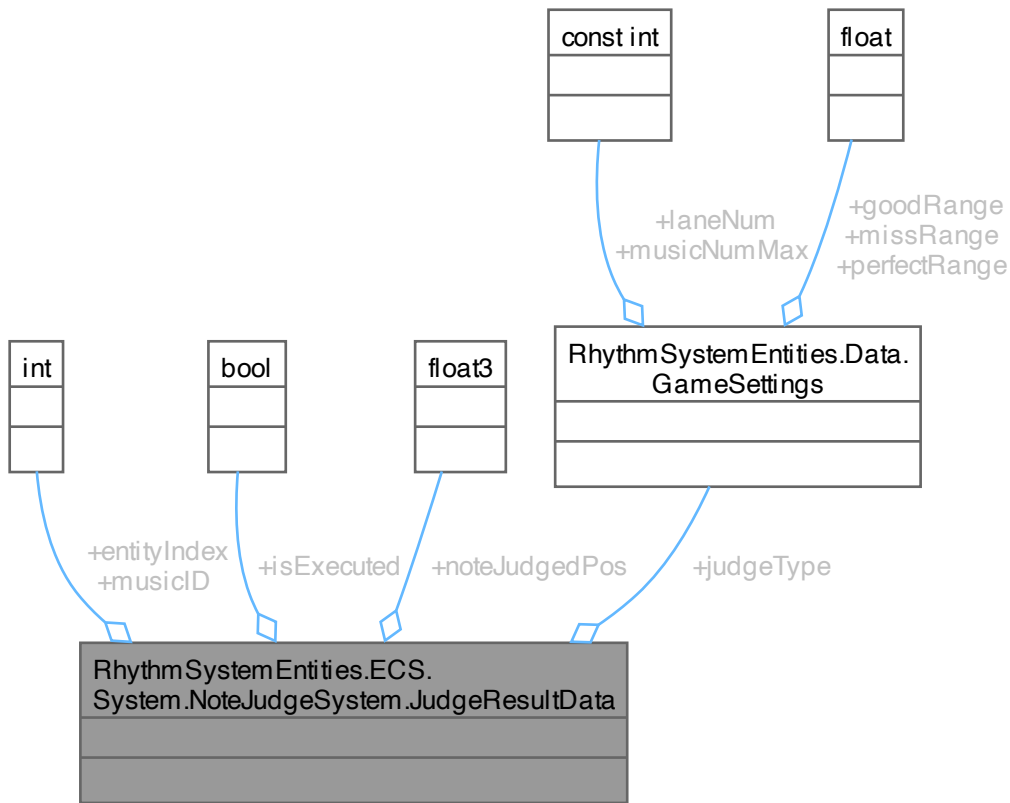 const int
float
+laneNum
+musicNumMax
+goodRange
+missRange
+perfectRange
int
bool
float3
RhythmSystemEntities.Data.
GameSettings
+entityIndex
+musicID
+isExecuted
+noteJudgedPos
+judgeType
RhythmSystemEntities.ECS.
System.NoteJudgeSystem.JudgeResultData